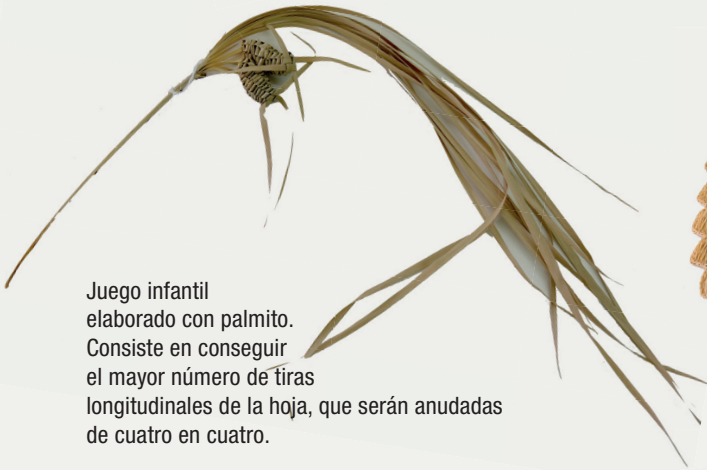 Juego infantil
elaborado con palmito.
Consiste en conseguir
el mayor número de tiras
longitudinales de la hoja, que serán anudadas
de cuatro en cuatro.